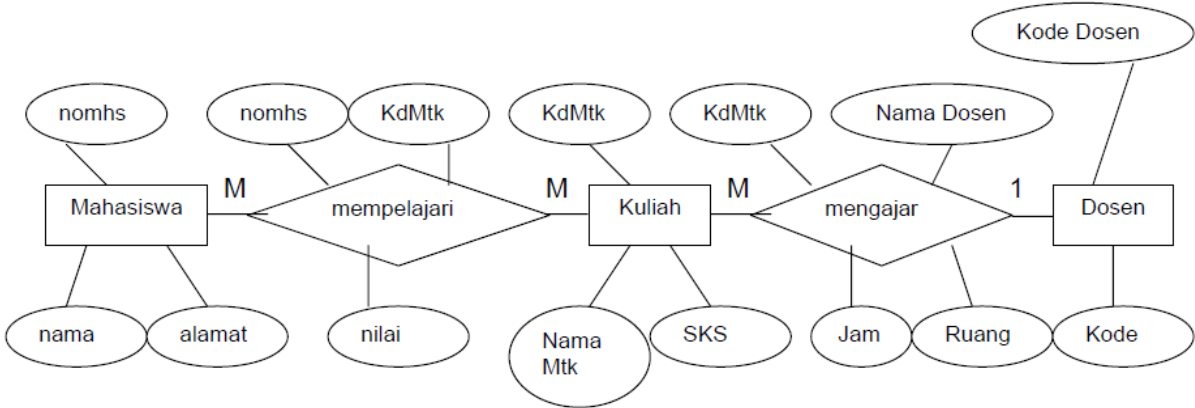 Kode Dosen
nomhs
nomhs
KdMtk
KdMtk
KdMtk
Nama Dosen
Mahasiswa
M
mempelajari
M
Kuliah
M
mengajar
1
Dosen
nama
alamat
nilai
Nama
Mtk
SKS
Jam
Ruang
Kode